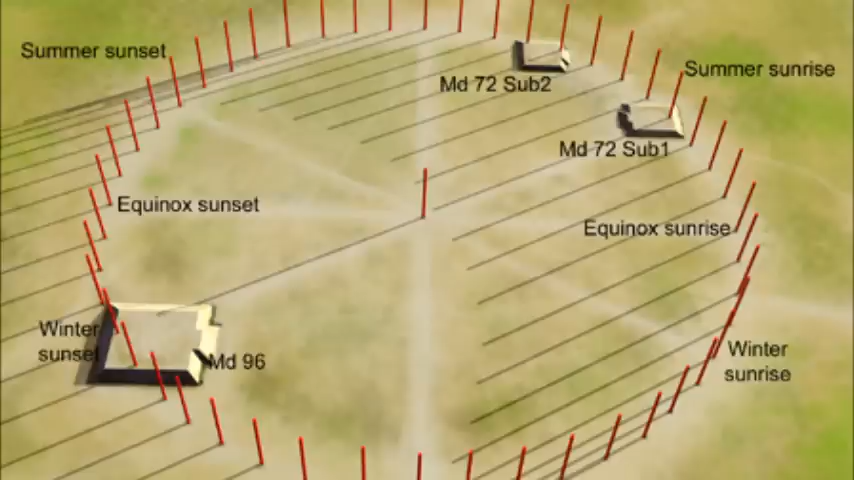 Summer sunset
Summer sunrise
Md 72 Sub2
Md 72 Sub1
Equinox sunset
Equinox sunrise
Winter
sunset
Md 96
Winter
sunrise